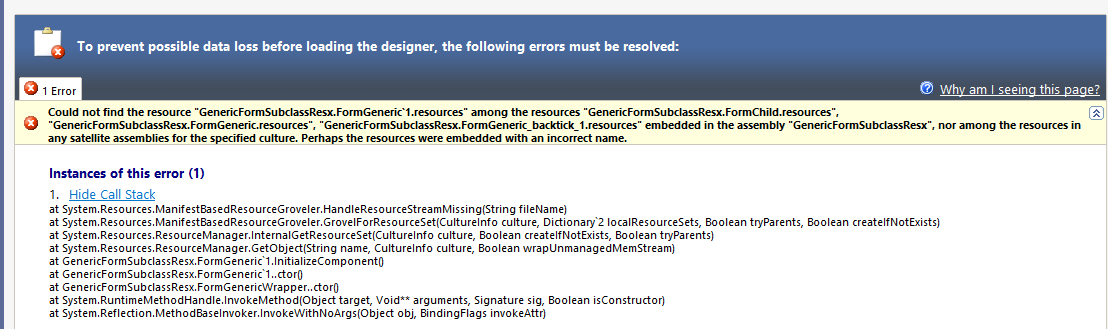 To prevent possible data loss before loading the designer, the following errors must be resolved:
1 Error
Why am I seeing this page?
Could not find the resource "GenericFormSubclassResx.FormGeneric`1.resources" among the resources "GenericFormSubclassResx.FormChild.resources",
"GenericFormSubclassResx.FormGeneric.resources", "GenericFormSubclassResx.FormGeneric_backtick_1.resources" embedded in the assembly "GenericFormSubclassResx", nor among the resources in
any satellite assemblies for the specified culture. Perhaps the resources were embedded with an incorrect name.
Instances of this error (1)
1. Hide Call Stack
at System.Resources.ManifestBasedResourceGroveler.HandleResourceStreamMissing(String fileName)
at System.Resources.ManifestBasedResourceGroveler.GrovelForResourceSet(CultureInfo culture, Dictionary`2 localResourceSets, Boolean tryParents, Boolean createIfNotExists)
at System.Resources.ResourceManager.InternalGetResourceSet(CultureInfo culture, Boolean createIfNotExists, Boolean tryParents)
at System.Resources.ResourceManager.GetObject(String name, CultureInfo culture, Boolean wrapUnmanagedMemStream)
at GenericFormSubclassResx.FormGeneric`1.InitializeComponent()
at GenericFormSubclassResx.FormGeneric`1..ctor()
at GenericFormSubclassResx.FormGenericWrapper..ctor()
at System.RuntimeMethodHandle.InvokeMethod(Object target, Void** arguments, Signature sig, Boolean isConstructor)
at System.Reflection.MethodBaseInvoker.InvokeWithNoArgs(Object obj, BindingFlags invokeAttr)